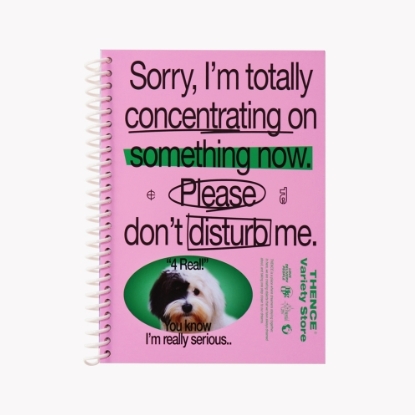 Sorry, I'm totally
concentrating on
something now.
Please
don't disturb me.
"4 Real!"
You know
I'm really serious..
THENCE
Variety Store